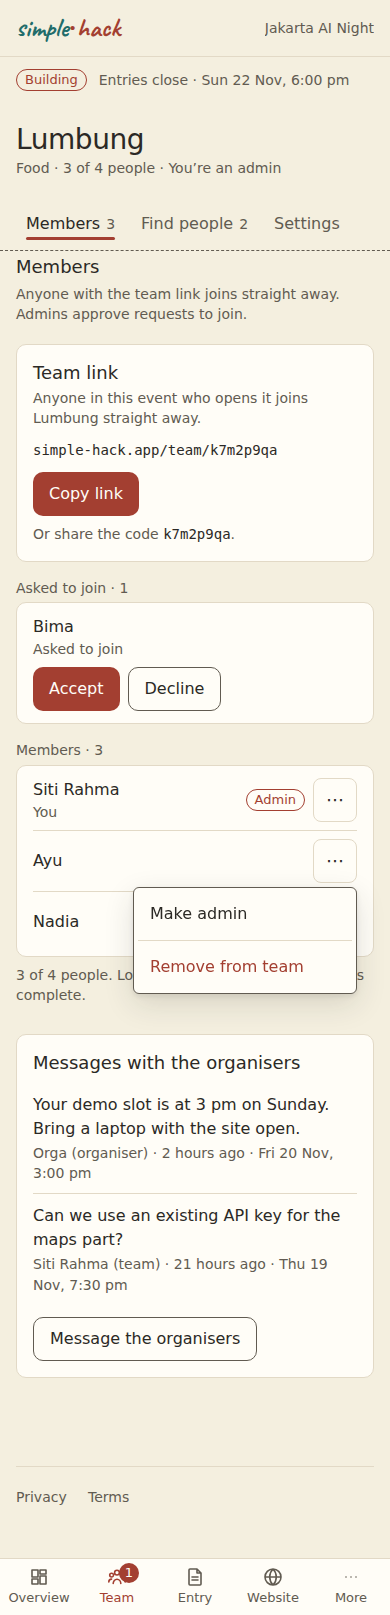 simple·hack
Jakarta AI Night
Building
Entries close · Sun 22 Nov, 6:00 pm
Lumbung
Food · 3 of 4 people · You’re an admin
Members 3
Find people 2
Settings
Members
Anyone with the team link joins straight away.
Admins approve requests to join.
Team link
Anyone in this event who opens it joins
Lumbung straight away.
simple-hack.app/team/k7m2p9qa
Copy link
Or share the code k7m2p9qa.
Asked to join · 1
Bima
Asked to join
Accept
Decline
Members · 3
Siti Rahma
You
Admin
···
Ayu
···
Nadia
Make admin
Remove from team
3 of 4 people.
complete.
Messages with the organisers
Your demo slot is at 3 pm on Sunday.
Bring a laptop with the site open.
Orga (organiser) · 2 hours ago · Fri 20 Nov,
3:00 pm
Can we use an existing API key for the
maps part?
Siti Rahma (team) · 21 hours ago · Thu 19
Nov, 7:30 pm
Message the organisers
Privacy
Terms
1
Overview
Team
Entry
Website
More